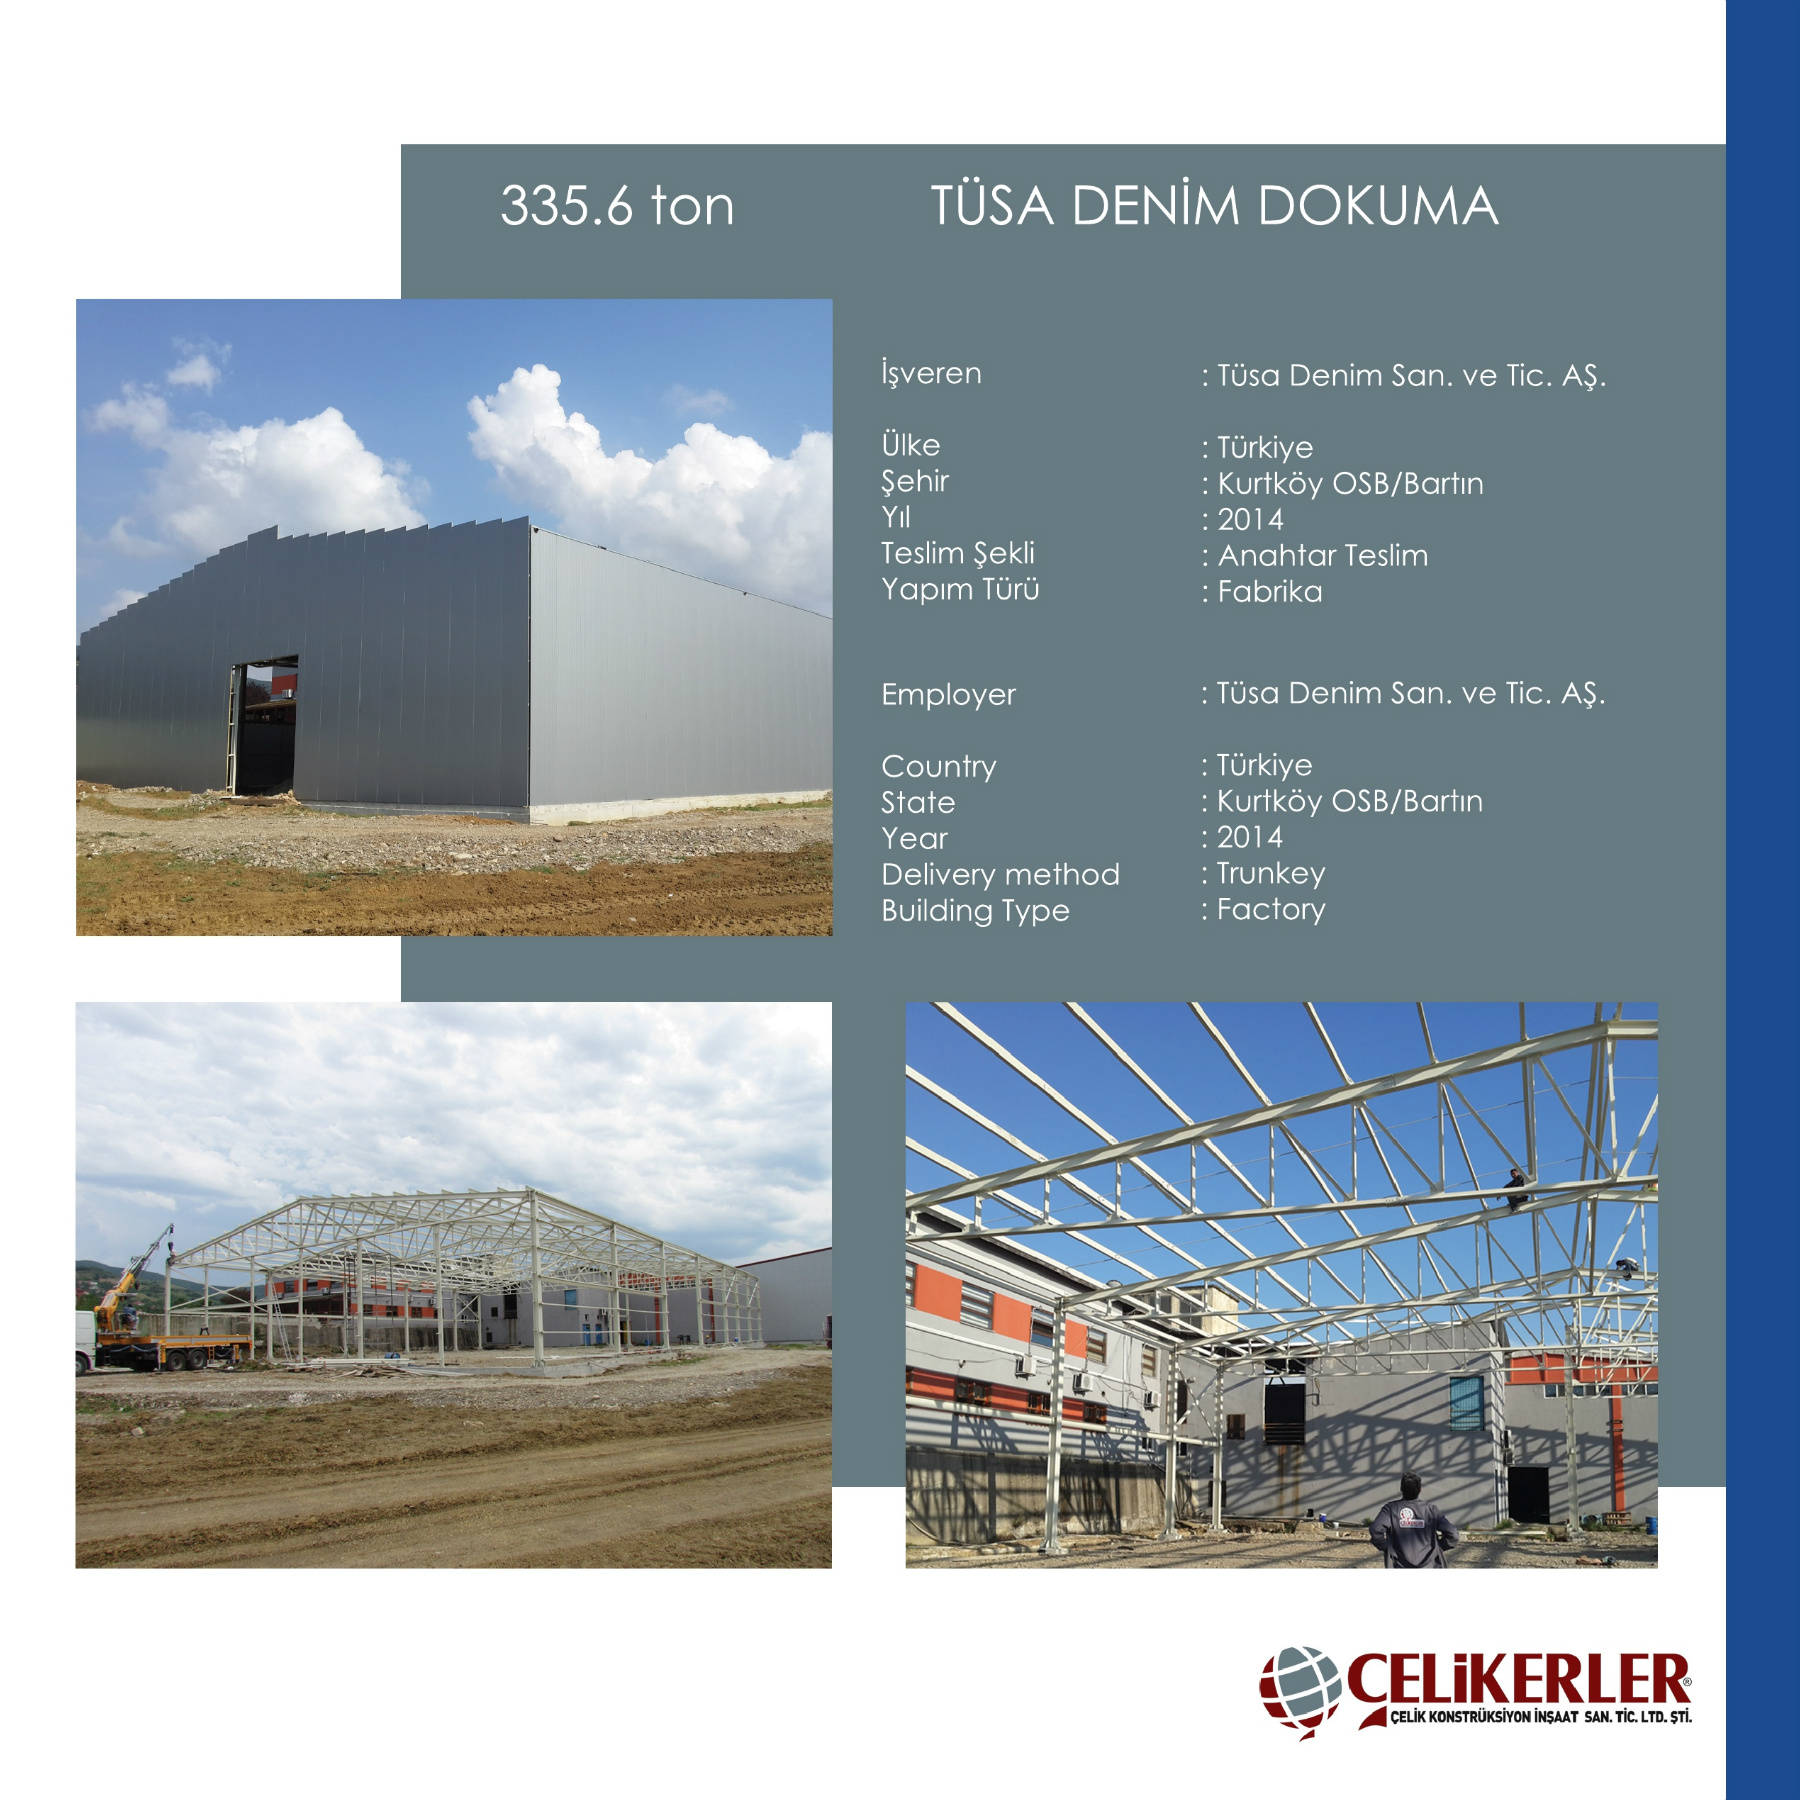 335.6 ton TÜSA DENİM DOKUMA
İşveren : Tüsa Denim San. ve Tic. AŞ.
Ülke : Türkiye
Şehir : Kurtköy OSB/Bartın
Yıl : 2014
Teslim Şekli : Anahtar Teslim
Yapım Türü : Fabrika
Employer : Tüsa Denim San. ve Tic. AŞ.
Country : Türkiye
State : Kurtköy OSB/Bartın
Year : 2014
Delivery method : Trunkey
Building Type : Factory
ÇELiKERLER®
ÇELİK KONSTRÜKSİYON İNŞAAT SAN. TİC. LTD. ŞTİ.